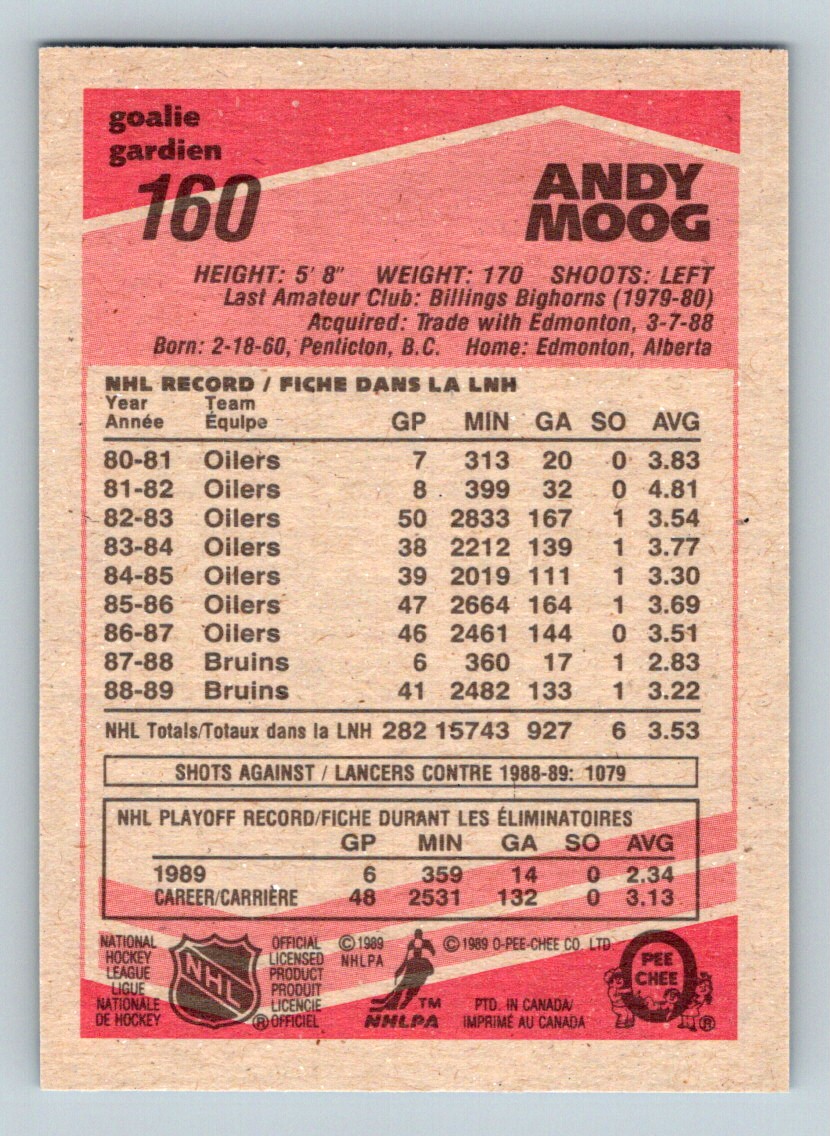 goalie
gardien
160
ANDY
MOOG
HEIGHT: 5' 8" WEIGHT: 170 SHOOTS: LEFT
Last Amateur Club: Billings Bighorns (1979-80)
Acquired: Trade with Edmonton, 3-7-88
Born: 2-18-60, Penticton, B.C. Home: Edmonton, Alberta
NHL RECORD / FICHE DANS LA LNH
Year Team
Année Équipe GP MIN GA SO AVG
80-81 Oilers 7 313 20 0 3.83
81-82 Oilers 8 399 32 0 4.81
82-83 Oilers 50 2833 167 1 3.54
83-84 Oilers 38 2212 139 1 3.77
84-85 Oilers 39 2019 111 1 3.30
85-86 Oilers 47 2664 164 1 3.69
86-87 Oilers 46 2461 144 0 3.51
87-88 Bruins 6 360 17 1 2.83
88-89 Bruins 41 2482 133 1 3.22
NHL Totals/Totaux dans la LNH 282 15743 927 6 3.53
SHOTS AGAINST / LANCERS CONTRE 1988-89: 1079
NHL PLAYOFF RECORD/FICHE DURANT LES ÉLIMINATOIRES
GP MIN GA SO AVG
1989 6 359 14 0 2.34
CAREER/CARRIÈRE 48 2531 132 0 3.13
NATIONAL
HOCKEY
LEAGUE
LIGUE
NATIONALE
DE HOCKEY
NHL
®
OFFICIAL
LICENSED
PRODUCT
PRODUIT
LICENCIE
OFFICIEL
© 1989
NHLPA
TM
NHLPA
© 1989 O-PEE-CHEE CO. LTD.
PTD. IN CANADA/
IMPRIMÉ AU CANADA
PEE
CHEE
®